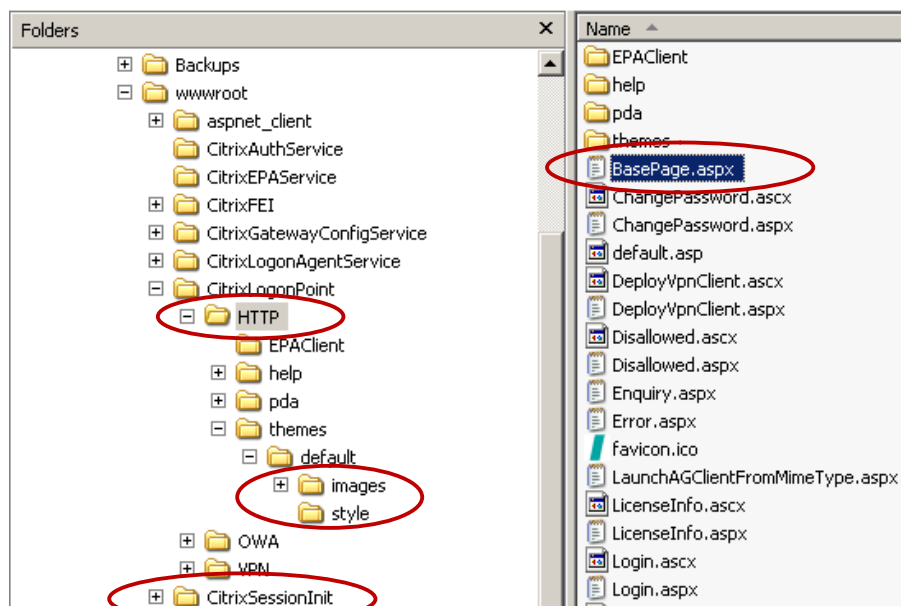 Folders
Backups
wwwroot
aspnet_client
CitrixAuthService
CitrixEPAService
CitrixFEI
CitrixGatewayConfigService
CitrixLogonAgentService
CitrixLogonPoint
HTTP
EPAClient
help
pda
themes
default
images
style
OWA
VPN
CitrixSessionInit
Name
EPAClient
help
pda
themes
BasePage.aspx
ChangePassword.ascx
ChangePassword.aspx
default.asp
DeployVpnClient.ascx
DeployVpnClient.aspx
Disallowed.ascx
Disallowed.aspx
Enquiry.aspx
Error.aspx
favicon.ico
LaunchAGClientFromMimeType.aspx
LicenseInfo.ascx
LicenseInfo.aspx
Login.ascx
Login.aspx